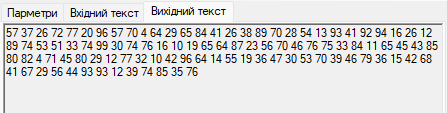 Парметри Вхідний текст Вихідний текст
57 37 26 72 77 20 96 57 70 4 64 29 65 84 41 26 38 89 70 28 54 13 93 41 92 94 16 26 12
89 74 53 51 33 74 99 30 74 76 16 10 19 65 64 87 23 56 70 46 76 75 33 84 11 65 45 43 85
80 82 4 71 45 80 29 12 77 32 10 42 96 64 14 55 19 36 47 30 53 70 39 46 79 36 15 42 68
41 67 29 56 44 93 93 12 39 74 85 35 76